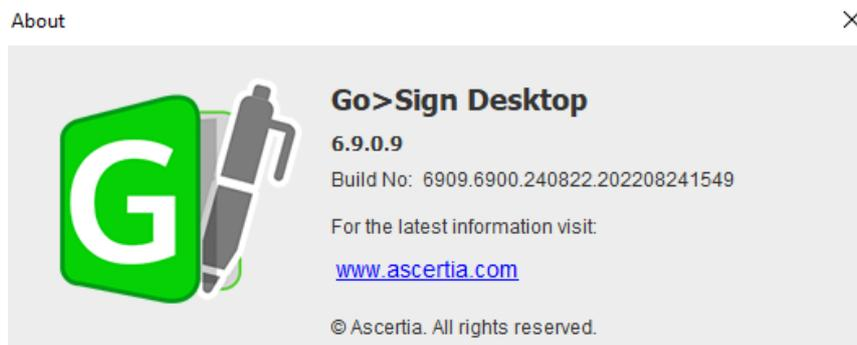 About
G
Go>Sign Desktop
6.9.0.9
Build No: 6909.6900.240822.202208241549
For the latest information visit:
www.ascertia.com
© Ascertia. All rights reserved.